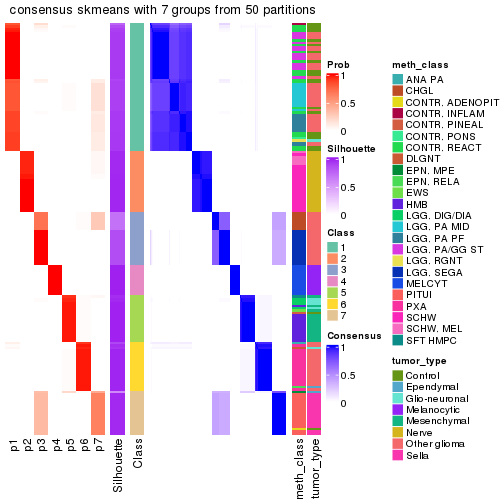 consensus skmeans with 7 groups from 50 partitions
Prob
1
0.5
0
Silhouette
1
0.5
0
Class
1
2
3
4
5
6
7
Consensus
1
0.5
0
meth_class
ANA PA
CHGL
CONTR. ADENOPIT
CONTR. INFLAM
CONTR. PINEAL
CONTR. PONS
CONTR. REACT
DLGNT
EPN. MPE
EPN. RELA
EWS
HMB
LGG. DIG/DIA
LGG. PA MID
LGG. PA PF
LGG. PA/GG ST
LGG. RGNT
LGG. SEGA
MELCYT
PITUI
PXA
SCHW
SCHW. MEL
SFT HMPC
tumor_type
Control
Ependymal
Glio-neuronal
Melanocytic
Mesenchymal
Nerve
Other glioma
Sella
p1
p2
p3
p4
p5
p6
p7
Silhouette
Class
meth_class
tumor_type